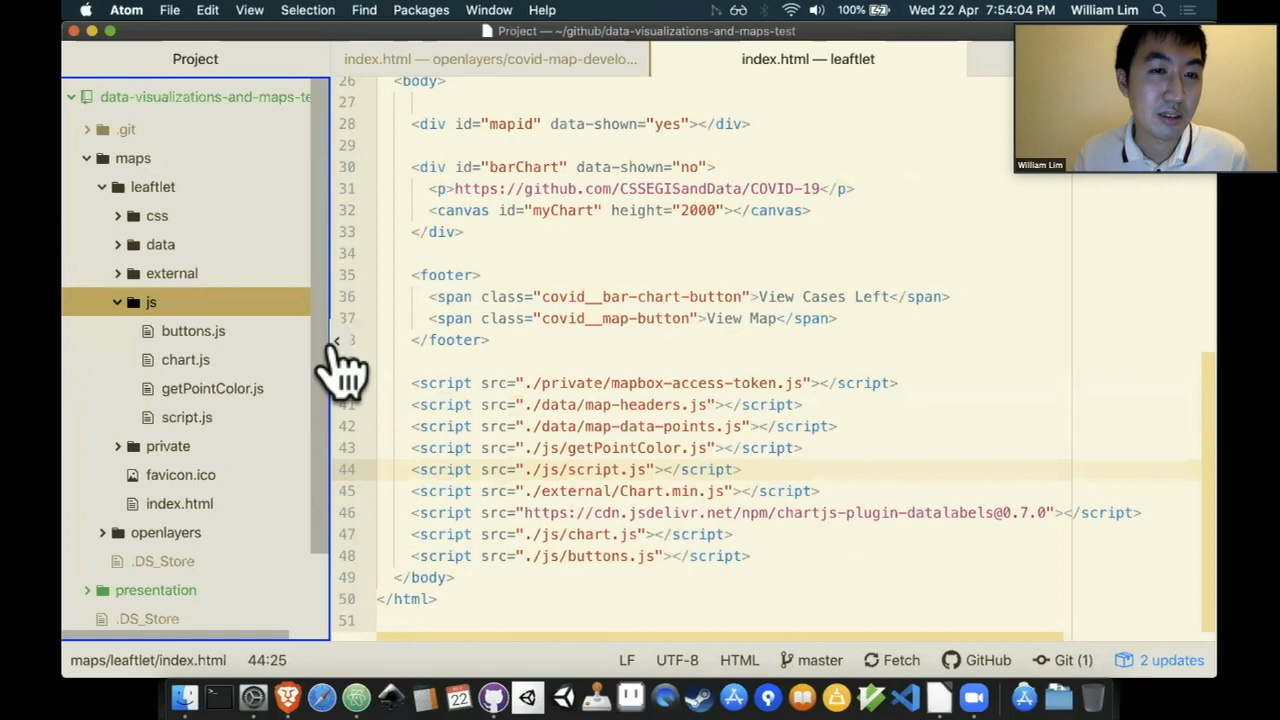 Atom File Edit View Selection Find Packages Window Help 100% Wed 22 Apr 7:54:04 PM William Lim
Project — ~/github/data-visualizations-and-maps-test
Project
index.html — openlayers/covid-map-develo...
index.html — leaftlet
William Lim
data-visualizations-and-maps-te
.git
maps
leaftlet
css
data
external
js
buttons.js
chart.js
getPointColor.js
script.js
private
favicon.ico
index.html
openlayers
.DS_Store
presentation
.DS_Store
26 <body>
27
28 <div id="mapid" data-shown="yes"></div>
29
30 <div id="barChart" data-shown="no">
31 <p>https://github.com/CSSEGISandData/COVID-19</p>
32 <canvas id="myChart" height="2000"></canvas>
33 </div>
34
35 <footer>
36 <span class="covid__bar-chart-button">View Cases Left</span>
37 <span class="covid__map-button">View Map</span>
8 </footer>
<script src="./private/mapbox-access-token.js"></script>
41 <script src="./data/map-headers.js"></script>
42 <script src="./data/map-data-points.js"></script>
43 <script src="./js/getPointColor.js"></script>
44 <script src="./js/script.js"></script>
45 <script src="./external/Chart.min.js"></script>
46 <script src="https://cdn.jsdelivr.net/npm/chartjs-plugin-datalabels@0.7.0"></script>
47 <script src="./js/chart.js"></script>
48 <script src="./js/buttons.js"></script>
49 </body>
50 </html>
51
maps/leaftlet/index.html 44:25 LF UTF-8 HTML master Fetch GitHub Git (1) 2 updates
22